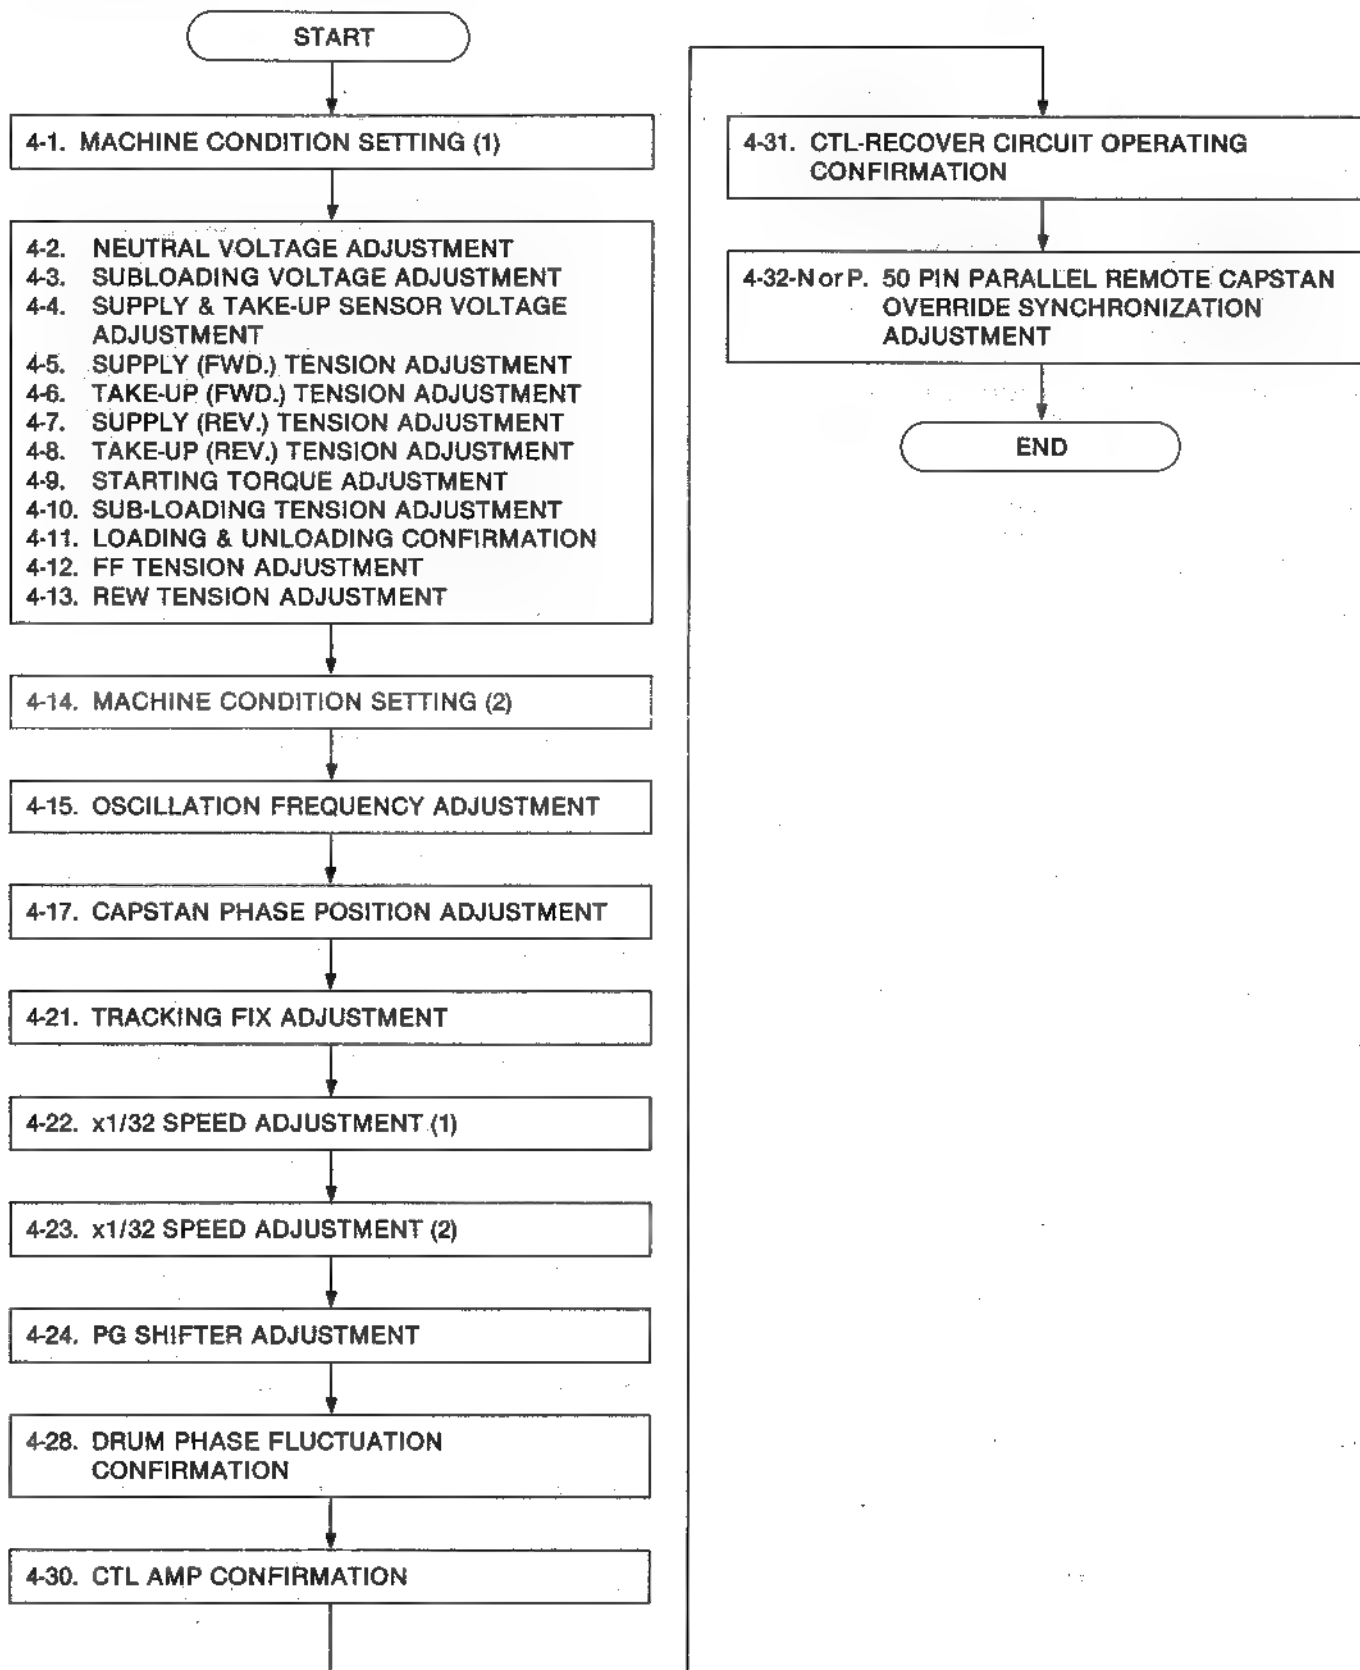 START
4-1. MACHINE CONDITION SETTING (1)
4-2. NEUTRAL VOLTAGE ADJUSTMENT
4-3. SUBLOADING VOLTAGE ADJUSTMENT
4-4. SUPPLY & TAKE-UP SENSOR VOLTAGE
ADJUSTMENT
4-5. SUPPLY (FWD.) TENSION ADJUSTMENT
4-6. TAKE-UP (FWD.) TENSION ADJUSTMENT
4-7. SUPPLY (REV.) TENSION ADJUSTMENT
4-8. TAKE-UP (REV.) TENSION ADJUSTMENT
4-9. STARTING TORQUE ADJUSTMENT
4-10. SUB-LOADING TENSION ADJUSTMENT
4-11. LOADING & UNLOADING CONFIRMATION
4-12. FF TENSION ADJUSTMENT
4-13. REW TENSION ADJUSTMENT
4-14. MACHINE CONDITION SETTING (2)
4-15. OSCILLATION FREQUENCY ADJUSTMENT
4-17. CAPSTAN PHASE POSITION ADJUSTMENT
4-21. TRACKING FIX ADJUSTMENT
4-22. x1/32 SPEED ADJUSTMENT (1)
4-23. x1/32 SPEED ADJUSTMENT (2)
4-24. PG SHIFTER ADJUSTMENT
4-28. DRUM PHASE FLUCTUATION
CONFIRMATION
4-30. CTL AMP CONFIRMATION
4-31. CTL-RECOVER CIRCUIT OPERATING
CONFIRMATION
4-32-N or P. 50 PIN PARALLEL REMOTE CAPSTAN
OVERRIDE SYNCHRONIZATION
ADJUSTMENT
END